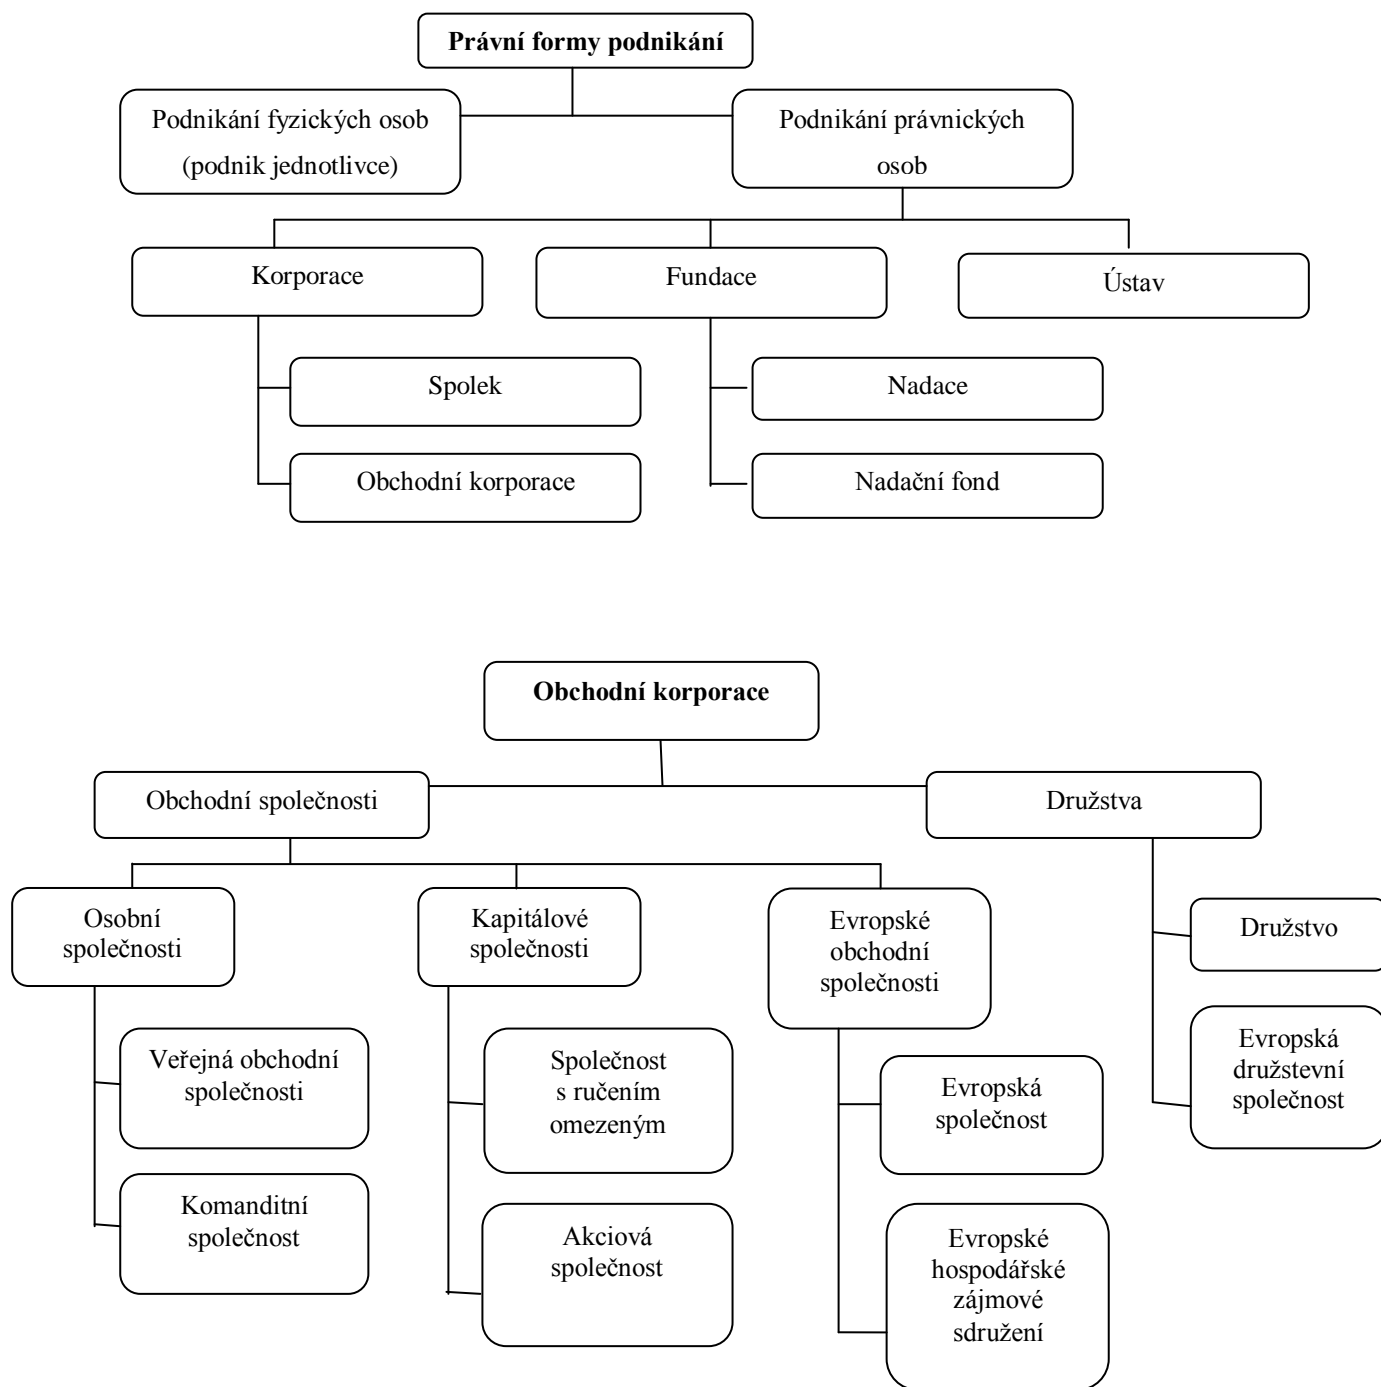 Právní formy podnikání
Podnikání fyzických osob
(podnik jednotlivce)
Podnikání právnických
osob
Korporace
Fundace
Ústav
Spolek
Nadace
Obchodní korporace
Nadační fond
Obchodní korporace
Obchodní společnosti
Družstva
Osobní
společnosti
Kapitálové
společnosti
Evropské
obchodní
společnosti
Družstvo
Veřejná obchodní
společnosti
Společnost
s ručením
omezeným
Evropská
společnost
Evropská
družstevní
společnost
Komanditní
společnost
Akciová
společnost
Evropské
hospodářské
zájmové
sdružení